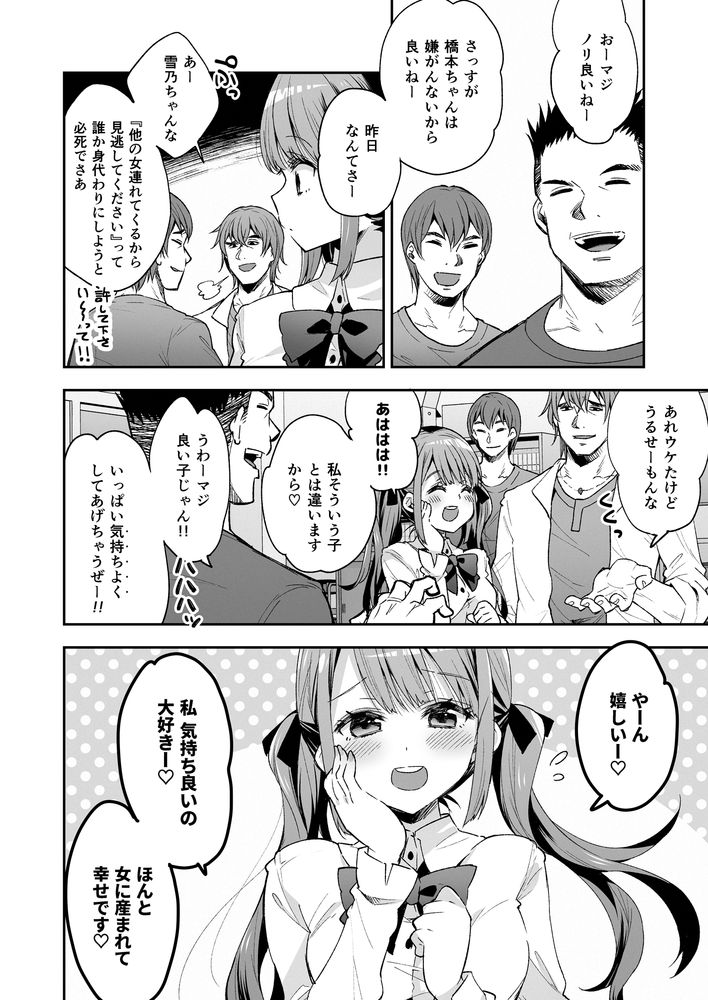 おーマジ
ノリ良いねー
さっすが
橋本ちゃんは
嫌がんないから
良いねー
昨日
なんてさー
あー
雪乃ちゃんな
『他の女連れてくるから
見逃してください』って
誰か身代わりにしようと
必死でさあ
許して下さ
い〜って!!
あれウケたけど
うるせーもんな
くくっ
あははは!!
私そういう子
とは違います
から♡
うわーマジ
良い子じゃん!!
いっぱい気持ちよく
してあげちゃうぜー!!
ハハハッ
やーん
嬉しいー♡
私 気持ち良いの
大好きー♡
ほんと
女に産まれて
幸せです♡